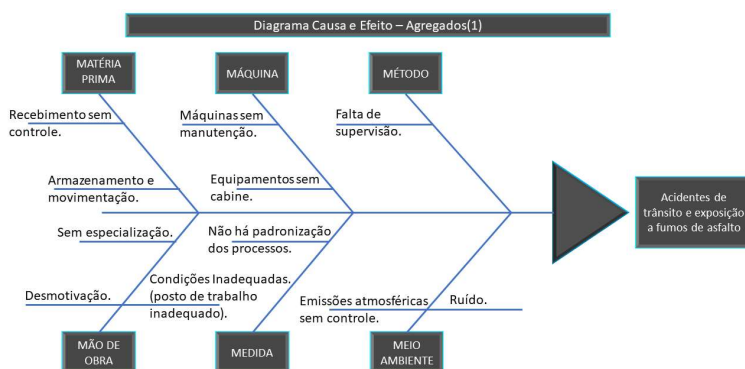 Diagrama Causa e Efeito – Agregados(1)
MATÉRIA
PRIMA
MÁQUINA
MÉTODO
Recebimento sem
controle.
Máquinas sem
manutenção.
Falta de
supervisão.
Armazenamento e
movimentação.
Equipamentos sem
cabine.
Acidentes de
trânsito e exposição
a fumos de asfalto
Sem especialização.
Não há padronização
dos processos.
Desmotivação.
Condições Inadequadas.
(posto de trabalho
inadequado).
Emissões atmosféricas
sem controle.
Ruído.
MÃO DE
OBRA
MEDIDA
MEIO
AMBIENTE